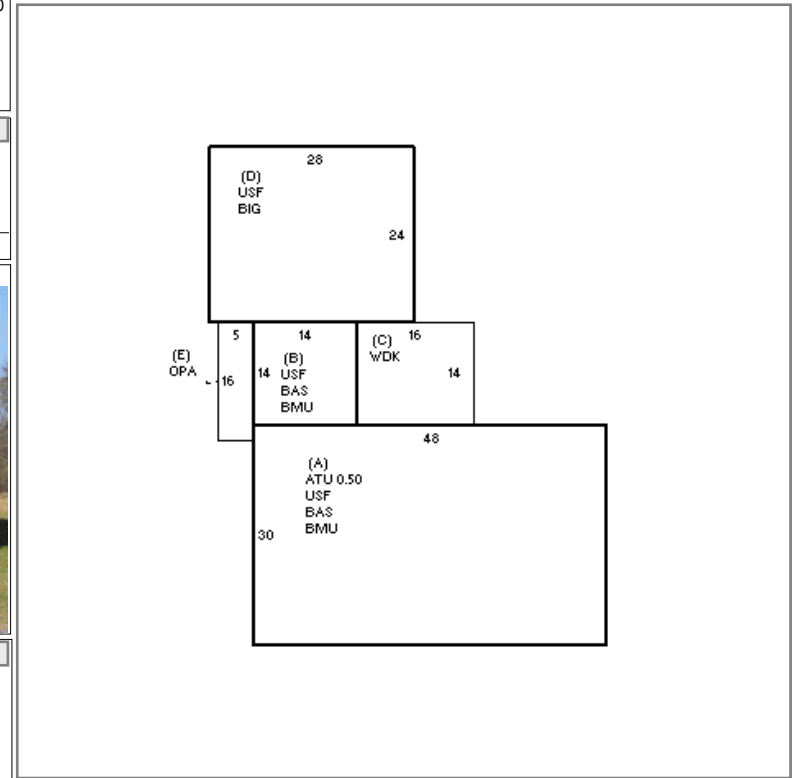 28
(D)
USF
BIG
24
5
14
(C) 16
WDK
14
(E)
OPA
16
14
(B)
USF
BAS
BMU
48
(A)
ATU 0.50
USF
BAS
BMU
30